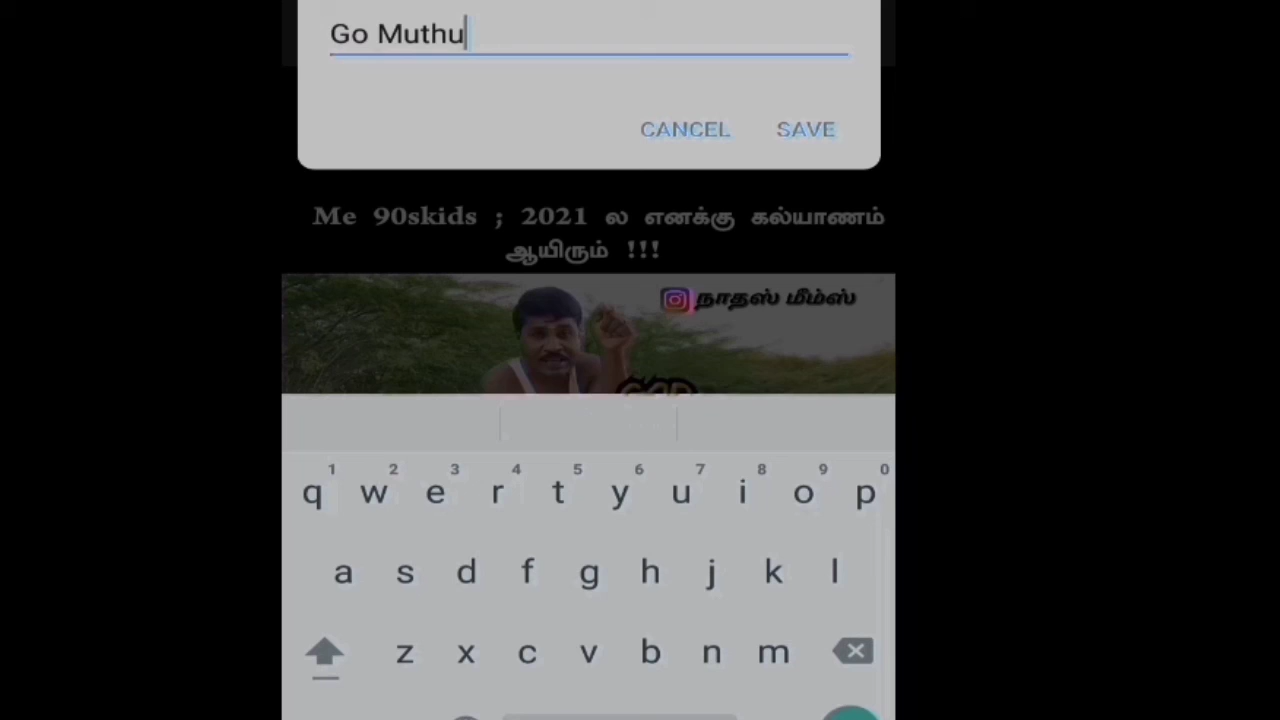 Go Muthu
CANCEL SAVE
Me 90skids ; 2021 ல எனக்கு கல்யாணம்
ஆயிரும் !!!
நாதஸ் மீம்ஸ்
1 2 3 4 5 6 7 8 9 0
q w e r t y u i o p
a s d f g h j k l
z x c v b n m